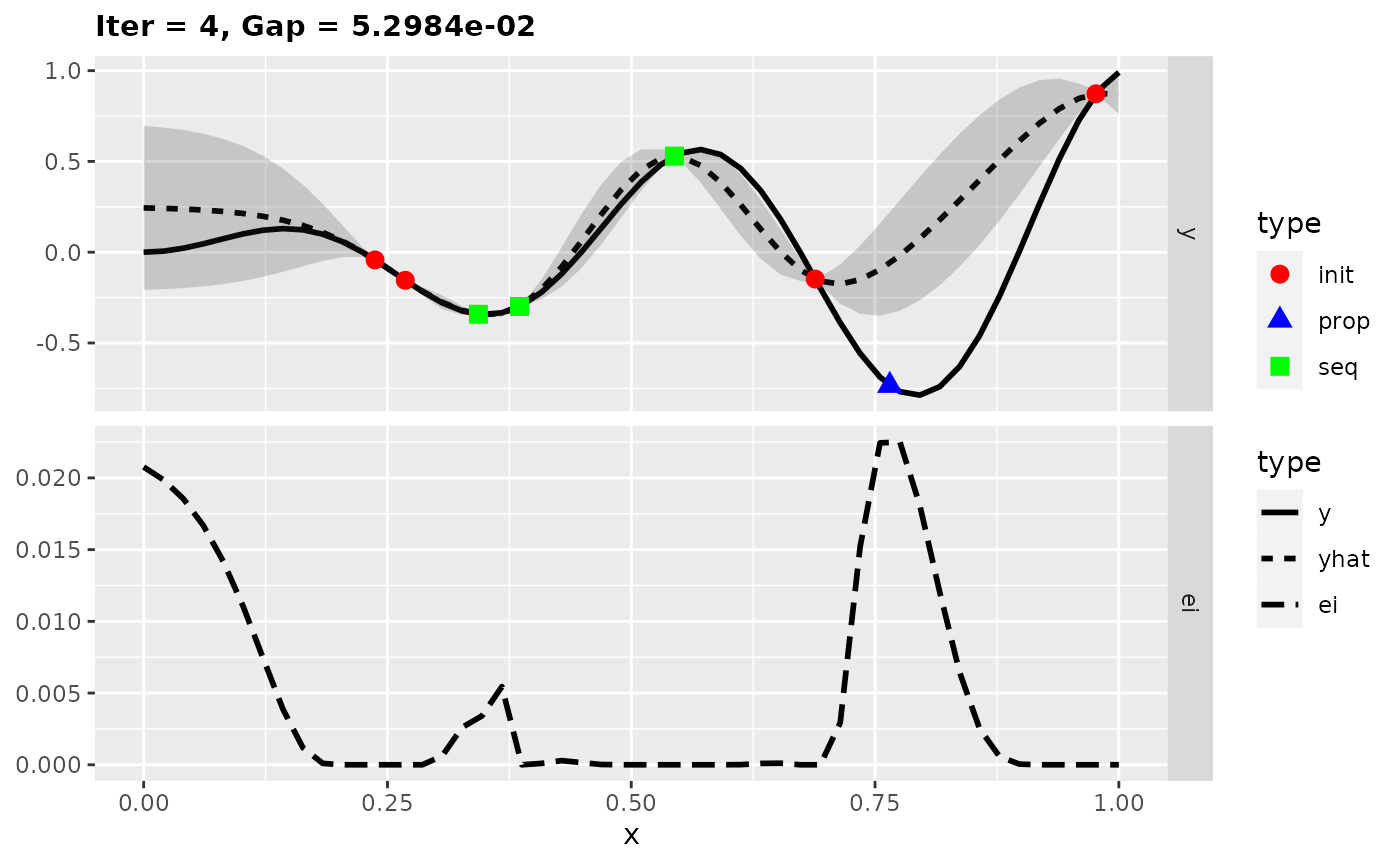 Iter = 4, Gap = 5.2984e-02
1.0
0.5
0.0
-0.5
y
0.020
0.015
0.010
0.005
0.000
ei
0.00 0.25 0.50 0.75 1.00
x
type
init
prop
seq
type
y
yhat
ei